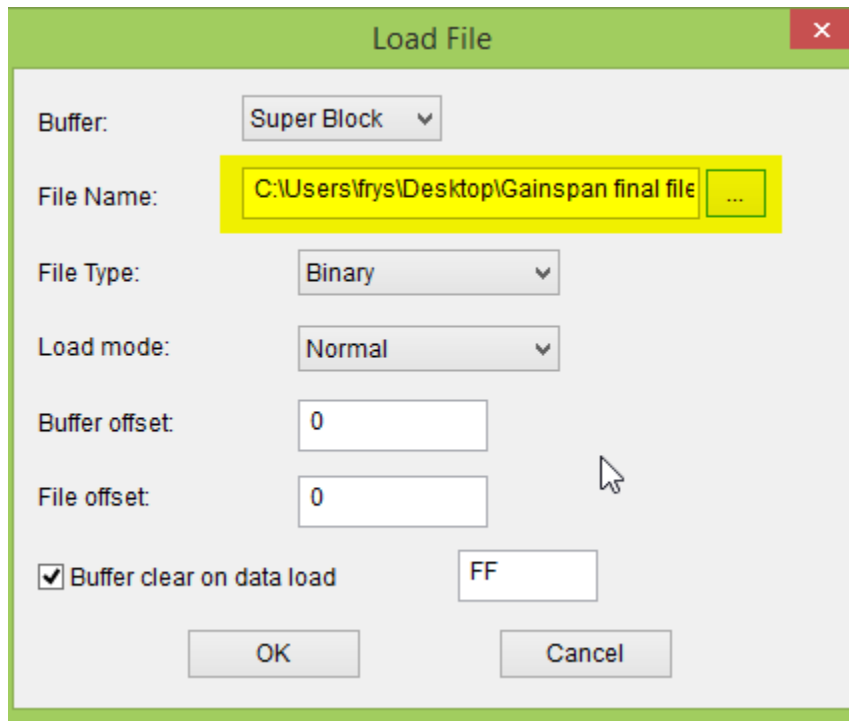 Load File
Buffer: Super Block
File Name: C:\Users\frys\Desktop\Gainspan final file ...
File Type: Binary
Load mode: Normal
Buffer offset: 0
File offset: 0
Buffer clear on data load FF
OK Cancel